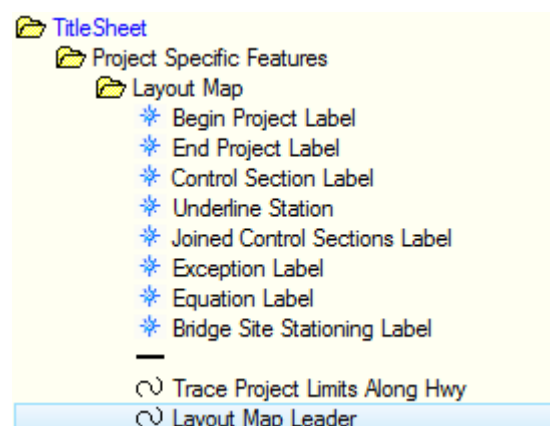 TitleSheet
Project Specific Features
Layout Map
Begin Project Label
End Project Label
Control Section Label
Underline Station
Joined Control Sections Label
Exception Label
Equation Label
Bridge Site Stationing Label
Trace Project Limits Along Hwy
Layout Map Leader